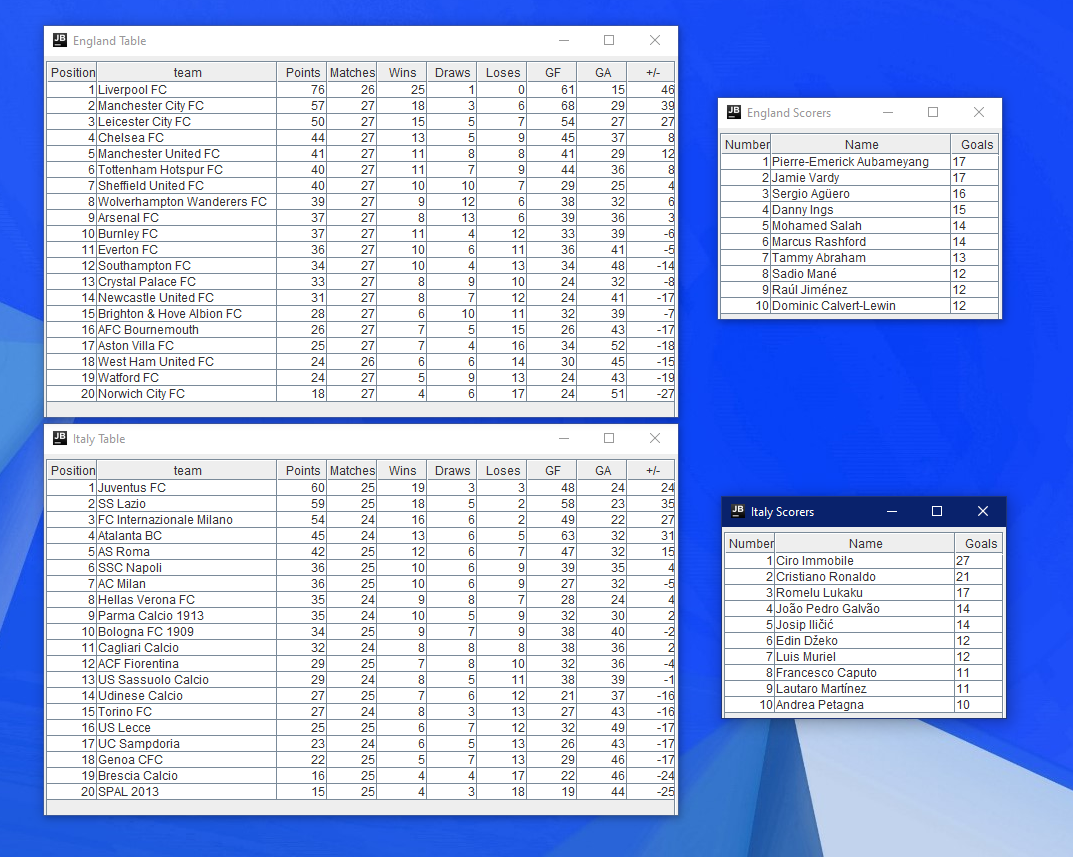 JB England Table
Position team Points Matches Wins Draws Loses GF GA +/-
1 Liverpool FC 76 26 25 1 0 61 15 46
2 Manchester City FC 57 27 18 3 6 68 29 39
3 Leicester City FC 50 27 15 5 7 54 27 27
4 Chelsea FC 44 27 13 5 9 45 37 8
5 Manchester United FC 41 27 11 8 8 41 29 12
6 Tottenham Hotspur FC 40 27 11 7 9 44 36 8
7 Sheffield United FC 40 27 10 10 7 29 25 4
8 Wolverhampton Wanderers FC 39 27 9 12 6 38 32 6
9 Arsenal FC 37 27 8 13 6 39 36 3
10 Burnley FC 37 27 11 4 12 33 39 -6
11 Everton FC 36 27 10 6 11 36 41 -5
12 Southampton FC 34 27 10 4 13 34 48 -14
13 Crystal Palace FC 33 27 8 9 10 24 32 -8
14 Newcastle United FC 31 27 8 7 12 24 41 -17
15 Brighton & Hove Albion FC 28 27 6 10 11 32 39 -7
16 AFC Bournemouth 26 27 7 5 15 26 43 -17
17 Aston Villa FC 25 27 7 4 16 34 52 -18
18 West Ham United FC 24 26 6 6 14 30 45 -15
19 Watford FC 24 27 5 9 13 24 43 -19
20 Norwich City FC 18 27 4 6 17 24 51 -27
JB England Scorers
Number Name Goals
1 Pierre-Emerick Aubameyang 17
2 Jamie Vardy 17
3 Sergio Agüero 16
4 Danny Ings 15
5 Mohamed Salah 14
6 Marcus Rashford 14
7 Tammy Abraham 13
8 Sadio Mané 12
9 Raúl Jiménez 12
10 Dominic Calvert-Lewin 12
JB Italy Table
Position team Points Matches Wins Draws Loses GF GA +/-
1 Juventus FC 60 25 19 3 3 48 24 24
2 SS Lazio 59 25 18 5 2 58 23 35
3 FC Internazionale Milano 54 24 16 6 2 49 22 27
4 Atalanta BC 45 24 13 6 5 63 32 31
5 AS Roma 42 25 12 6 7 47 32 15
6 SSC Napoli 36 25 10 6 9 39 35 4
7 AC Milan 36 25 10 6 9 27 32 -5
8 Hellas Verona FC 35 24 9 8 7 28 24 4
9 Parma Calcio 1913 35 24 10 5 9 32 30 2
10 Bologna FC 1909 34 25 9 7 9 38 40 -2
11 Cagliari Calcio 32 24 8 8 8 38 36 2
12 ACF Fiorentina 29 25 7 8 10 32 36 -4
13 US Sassuolo Calcio 29 24 8 5 11 38 39 -1
14 Udinese Calcio 27 25 7 6 12 21 37 -16
15 Torino FC 27 24 8 3 13 27 43 -16
16 US Lecce 25 25 6 7 12 32 49 -17
17 UC Sampdoria 23 24 6 5 13 26 43 -17
18 Genoa CFC 22 25 5 7 13 29 46 -17
19 Brescia Calcio 16 25 4 4 17 22 46 -24
20 SPAL 2013 15 25 4 3 18 19 44 -25
JB Italy Scorers
Number Name Goals
1 Ciro Immobile 27
2 Cristiano Ronaldo 21
3 Romelu Lukaku 17
4 João Pedro Galvão 14
5 Josip Iličić 14
6 Edin Džeko 12
7 Luis Muriel 12
8 Francesco Caputo 11
9 Lautaro Martínez 11
10 Andrea Petagna 10